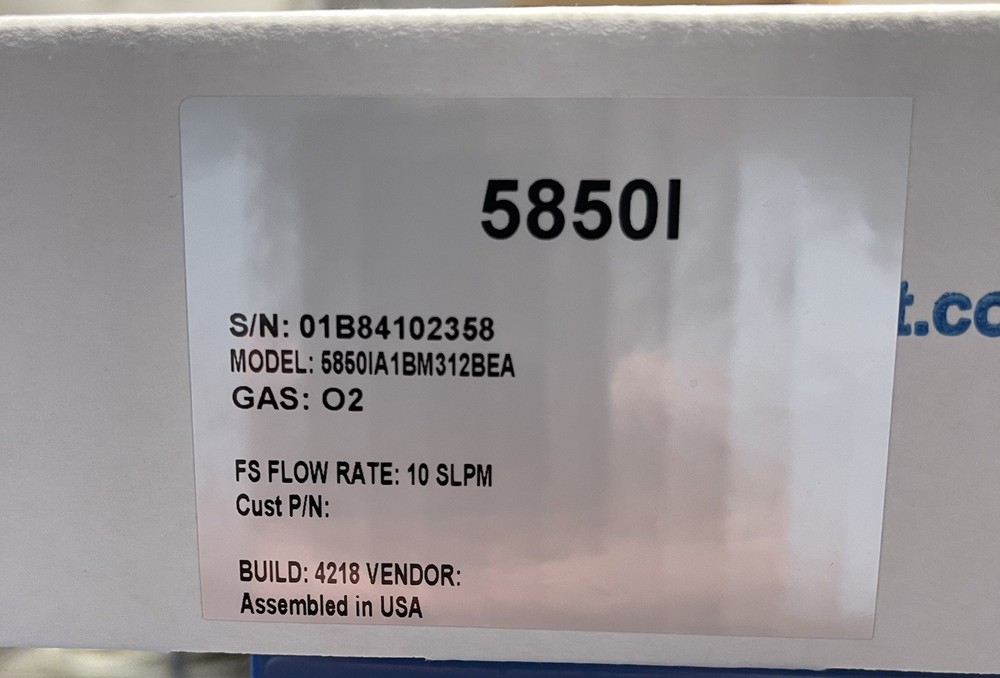 5850I
S/N: 01B84102358
MODEL: 5850IA1BM312BEA
GAS: O2
FS FLOW RATE: 10 SLPM
Cust P/N:
BUILD: 4218 VENDOR:
Assembled in USA
t.co